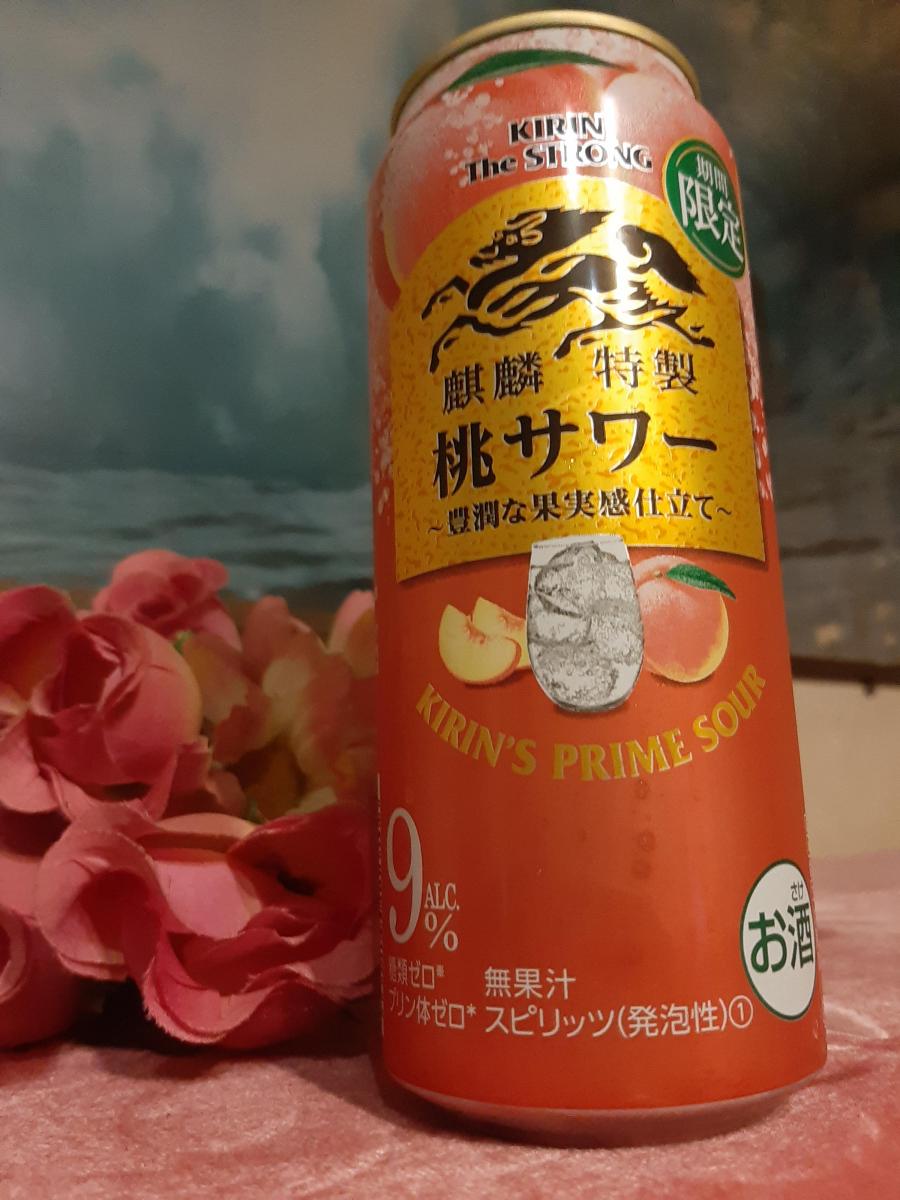 KIRIN
The STRONG
期間
限定
麒麟 特製
桃サワー
~豊潤な果実感仕立て~
KIRIN'S PRIME SOUR
9
ALC.
%
糖類ゼロ※
プリン体ゼロ*
無果汁
スピリッツ(発泡性)①
さけ
お酒